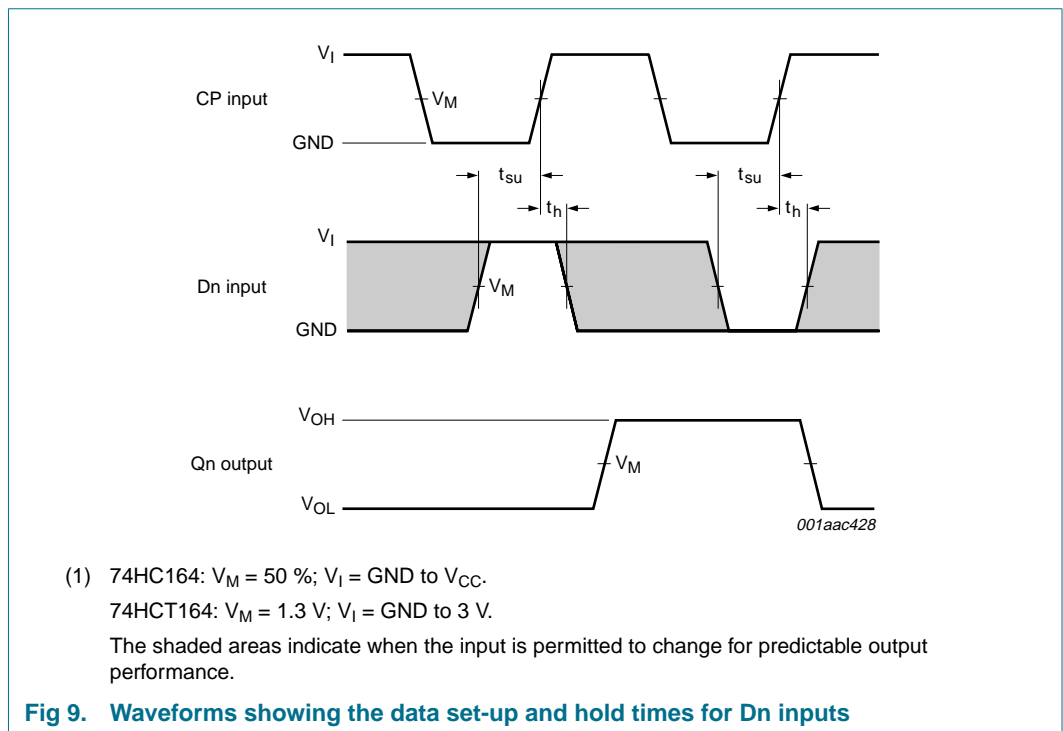 V_I
CP input
V_M
GND
t_su
t_su
t_h
t_h
V_I
Dn input
V_M
GND
V_OH
Qn output
V_M
V_OL
001aac428
(1) 74HC164: V_M = 50 %; V_I = GND to V_CC.
74HCT164: V_M = 1.3 V; V_I = GND to 3 V.
The shaded areas indicate when the input is permitted to change for predictable output
performance.
Fig 9. Waveforms showing the data set-up and hold times for Dn inputs